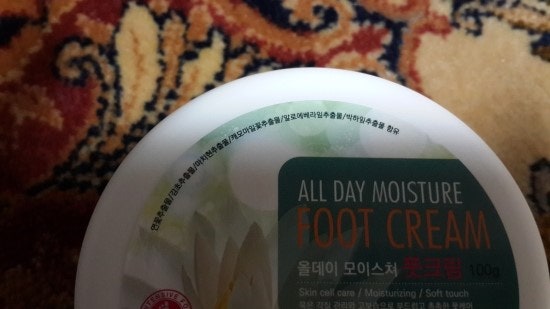 연꽃추출물/감초추출물/마치현추출물/캐모마일꽃추출물/알로에베라잎추출물/박하잎추출물 함유
ALL DAY MOISTURE
FOOT CREAM
올데이 모이스처 풋크림 100g
Skin cell care / Moisturizing / Soft touch